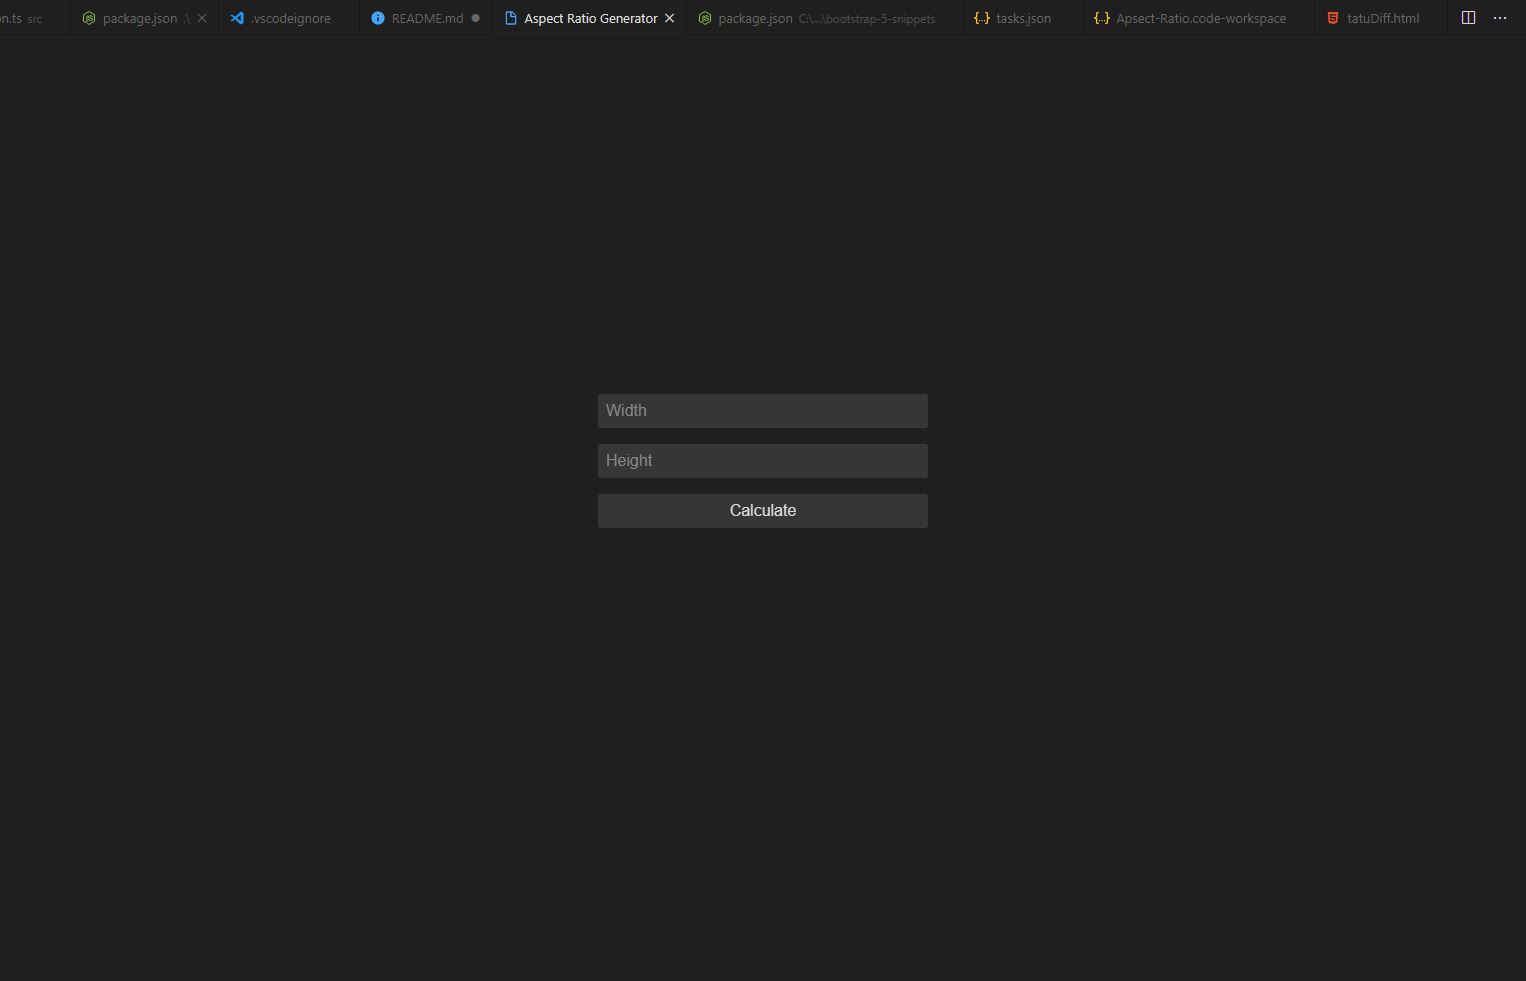 n.ts src package.json .\ .vscodeignore README.md Aspect Ratio Generator package.json C:\...\bootstrap-5-snippets tasks.json Apsect-Ratio.code-workspace tatuDiff.html
Width
Height
Calculate